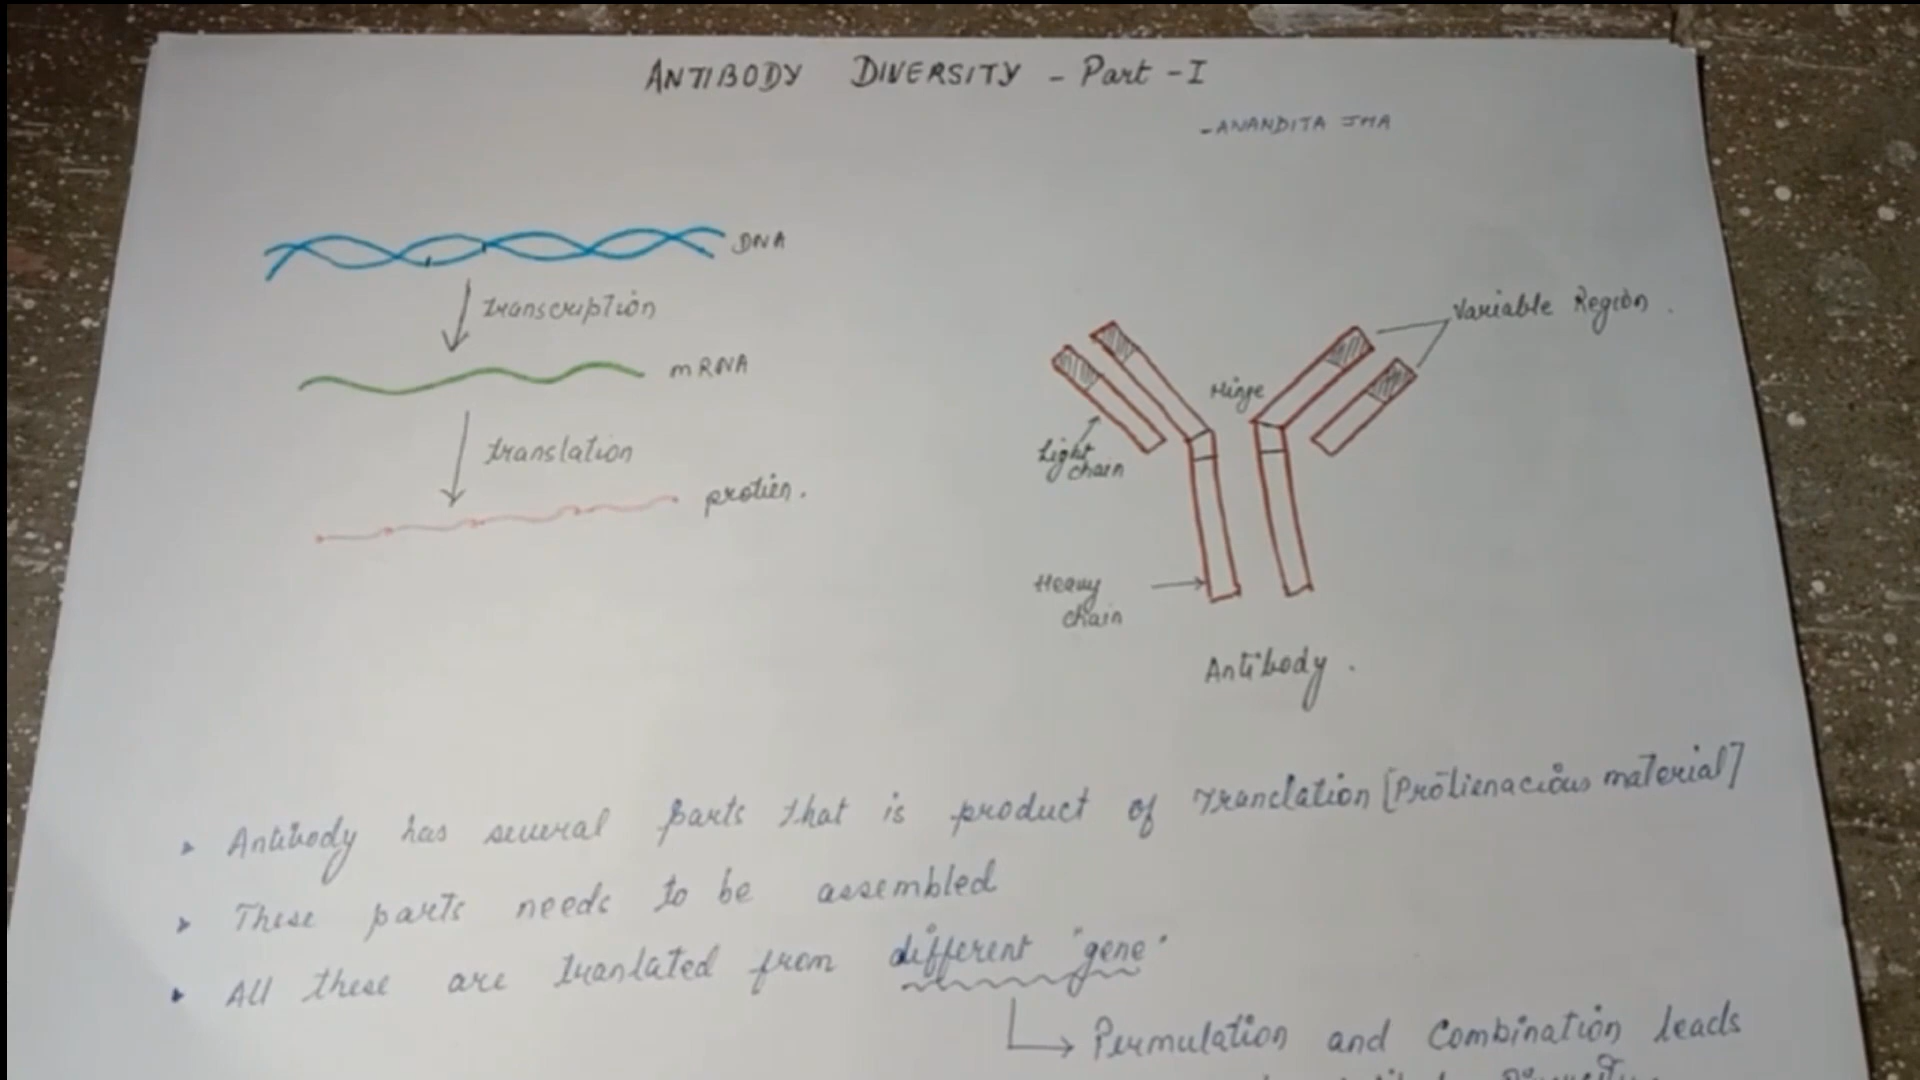 ANTIBODY DIVERSITY - Part - I
- ANANDITA JHA
DNA
transcription
mRNA
translation
protien.
Variable Region.
Hinge
Light chain
Heavy chain
Antibody.
Antibody has several parts that is product of Translation [Protienacious material]
These parts needs to be assembled
All these are tranlated from different "gene"
Permulation and Combination leads